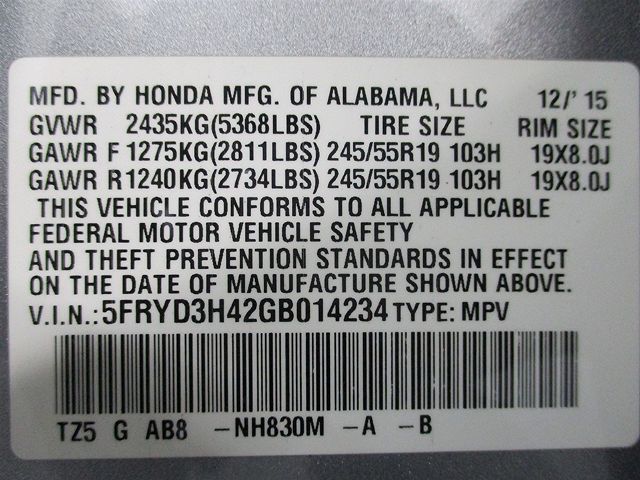 MFD. BY HONDA MFG. OF ALABAMA, LLC 12/' 15
GVWR 2435KG(5368LBS) TIRE SIZE RIM SIZE
GAWR F 1275KG(2811LBS) 245/55R19 103H 19X8.0J
GAWR R 1240KG(2734LBS) 245/55R19 103H 19X8.0J
THIS VEHICLE CONFORMS TO ALL APPLICABLE
FEDERAL MOTOR VEHICLE SAFETY
AND THEFT PREVENTION STANDARDS IN EFFECT
ON THE DATE OF MANUFACTURE SHOWN ABOVE.
V.I.N.:5FRYD3H42GB014234 TYPE: MPV
TZ5 G AB8 -NH830M -A -B